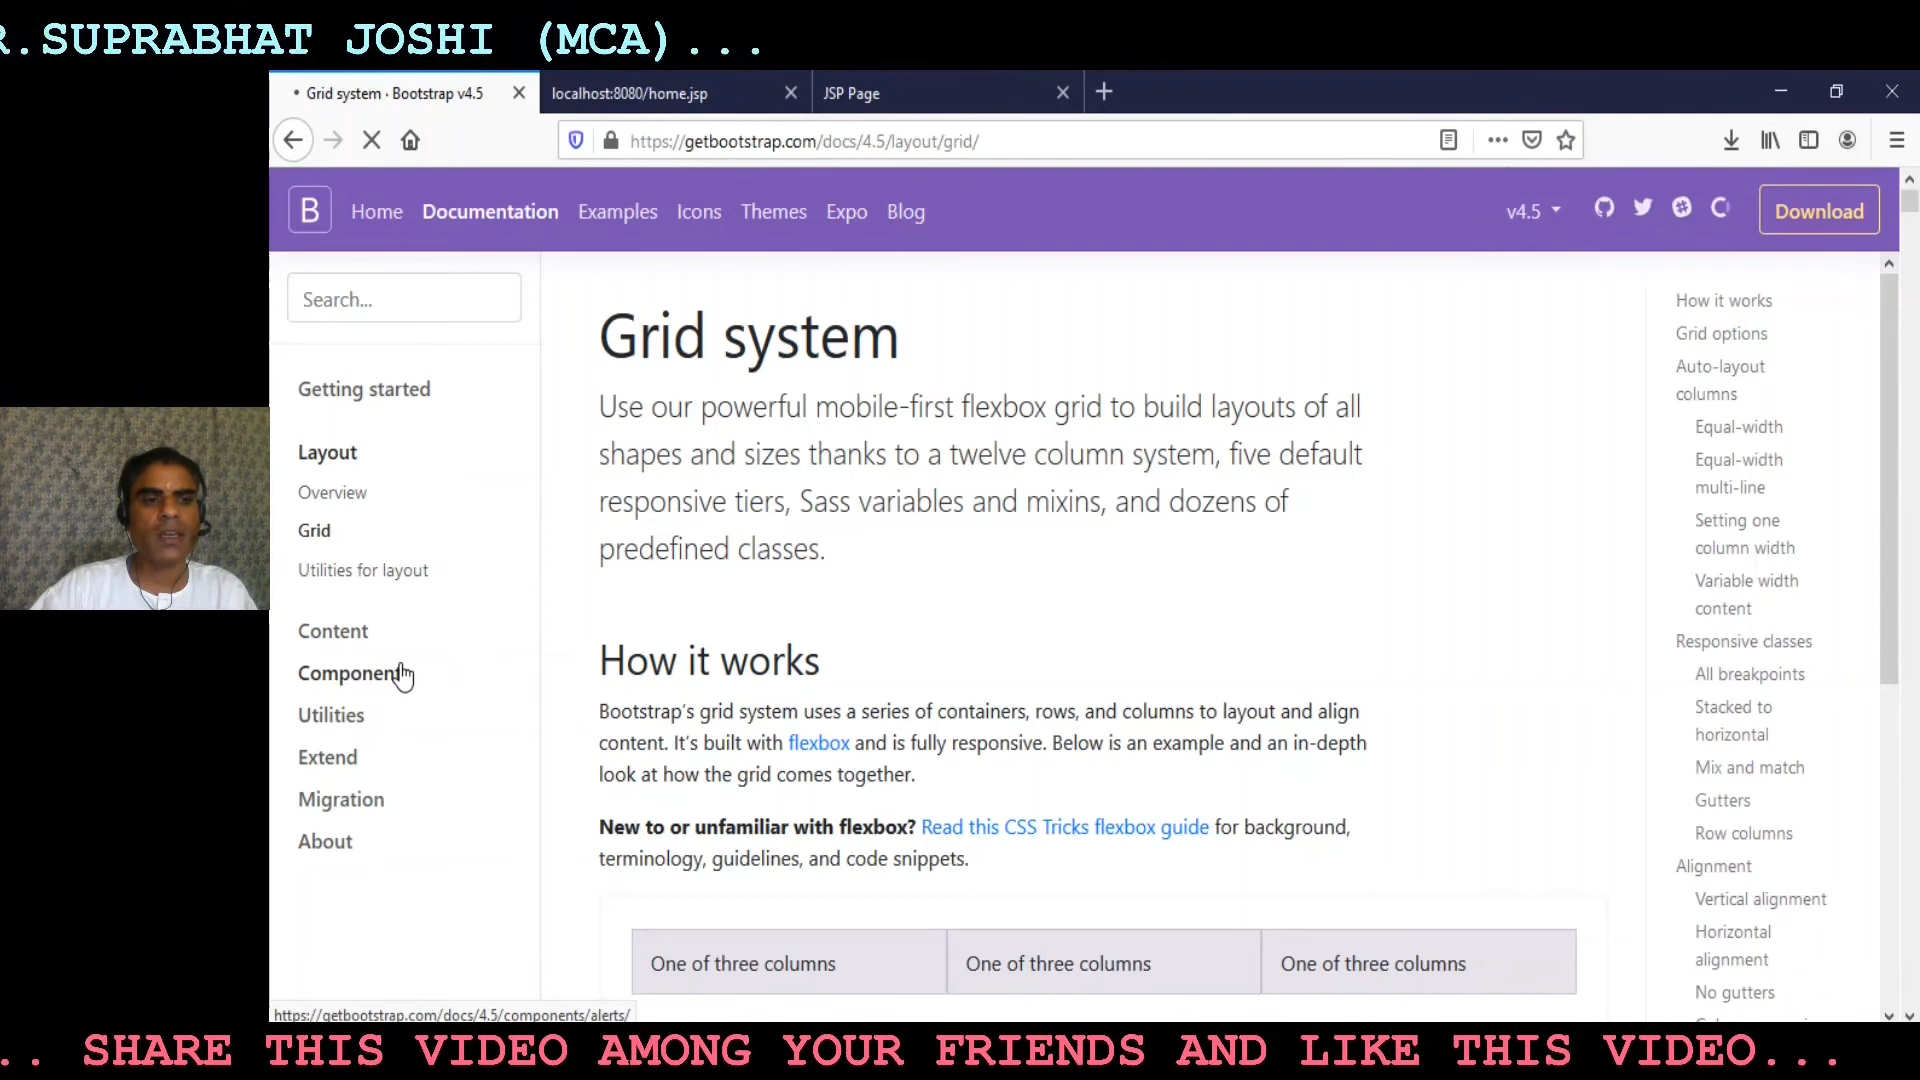 R.SUPRABHAT JOSHI (MCA)...
Grid system · Bootstrap v4.5
localhost:8080/home.jsp
JSP Page
https://getbootstrap.com/docs/4.5/layout/grid/
B
Home
Documentation
Examples
Icons
Themes
Expo
Blog
v4.5
Download
Search...
Getting started
Layout
Overview
Grid
Utilities for layout
Content
Component
Utilities
Extend
Migration
About
https://getbootstrap.com/docs/4.5/components/alerts/
Grid system
Use our powerful mobile-first flexbox grid to build layouts of all
shapes and sizes thanks to a twelve column system, five default
responsive tiers, Sass variables and mixins, and dozens of
predefined classes.
How it works
Bootstrap's grid system uses a series of containers, rows, and columns to layout and align
content. It's built with flexbox and is fully responsive. Below is an example and an in-depth
look at how the grid comes together.
New to or unfamiliar with flexbox? Read this CSS Tricks flexbox guide for background,
terminology, guidelines, and code snippets.
One of three columns
One of three columns
One of three columns
How it works
Grid options
Auto-layout
columns
Equal-width
Equal-width
multi-line
Setting one
column width
Variable width
content
Responsive classes
All breakpoints
Stacked to
horizontal
Mix and match
Gutters
Row columns
Alignment
Vertical alignment
Horizontal
alignment
No gutters
.. SHARE THIS VIDEO AMONG YOUR FRIENDS AND LIKE THIS VIDEO...